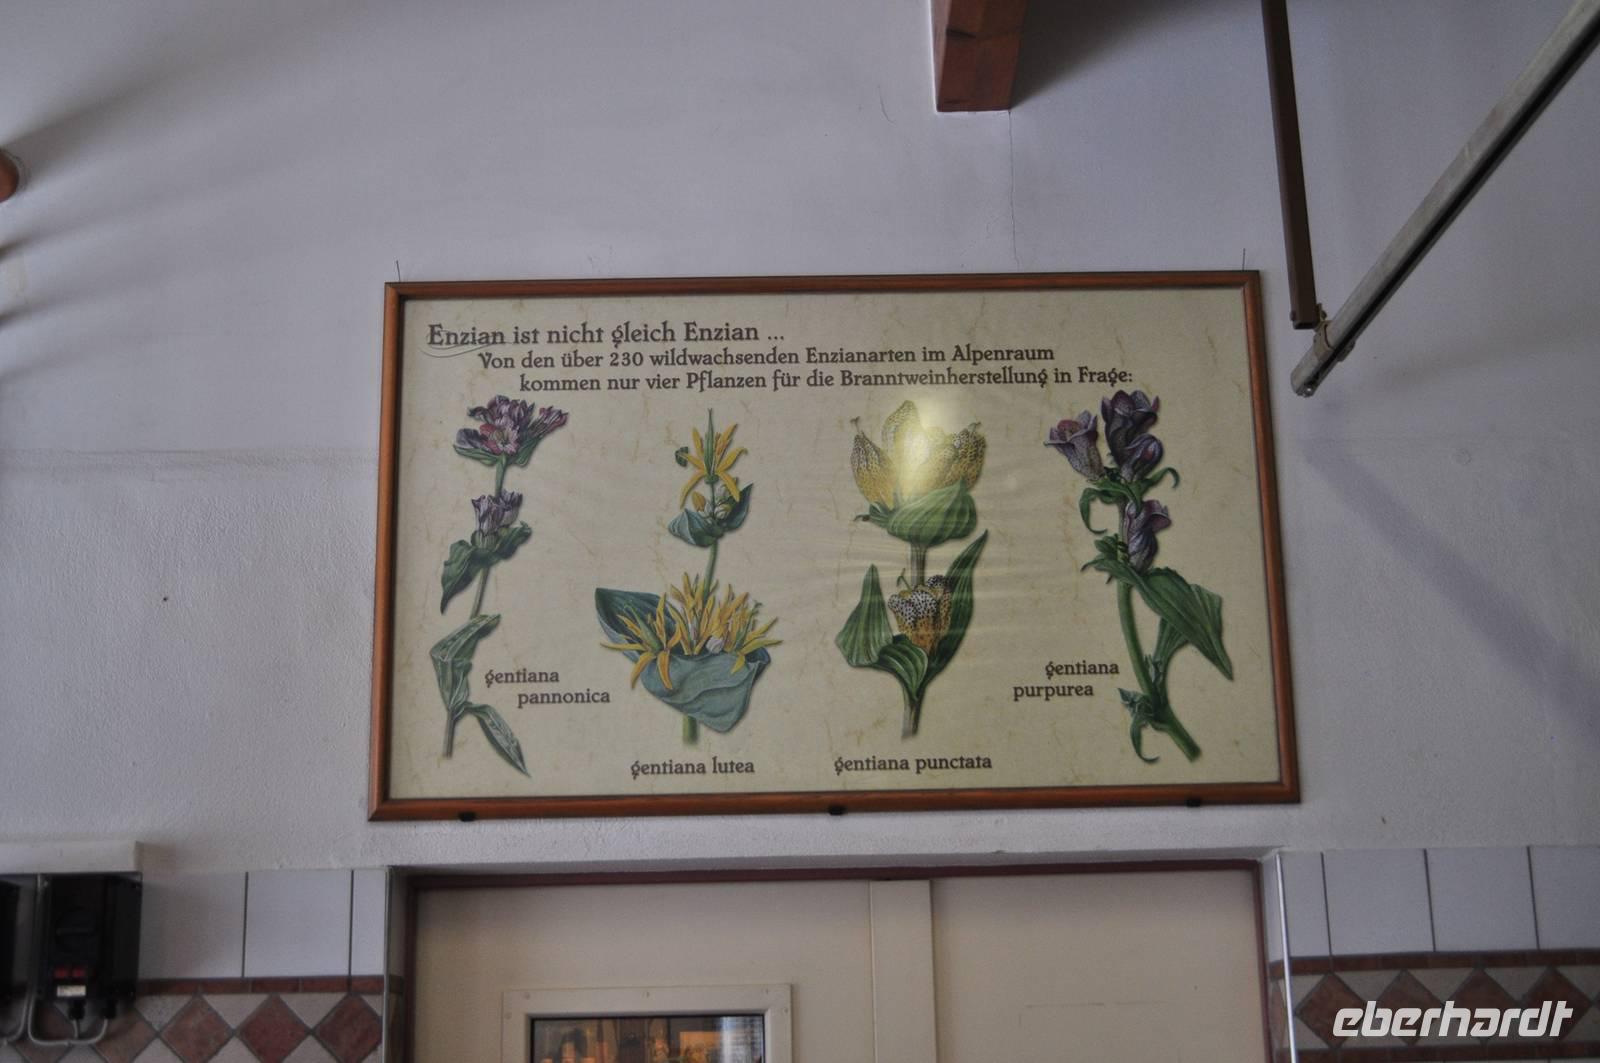 Enzian ist nicht gleich Enzian ...
Von den über 230 wildwachsenden Enzianarten im Alpenraum
kommen nur vier Pflanzen für die Branntweinherstellung in Frage:
gentiana
pannonica
gentiana lutea
gentiana punctata
gentiana
purpurea
eberhardt